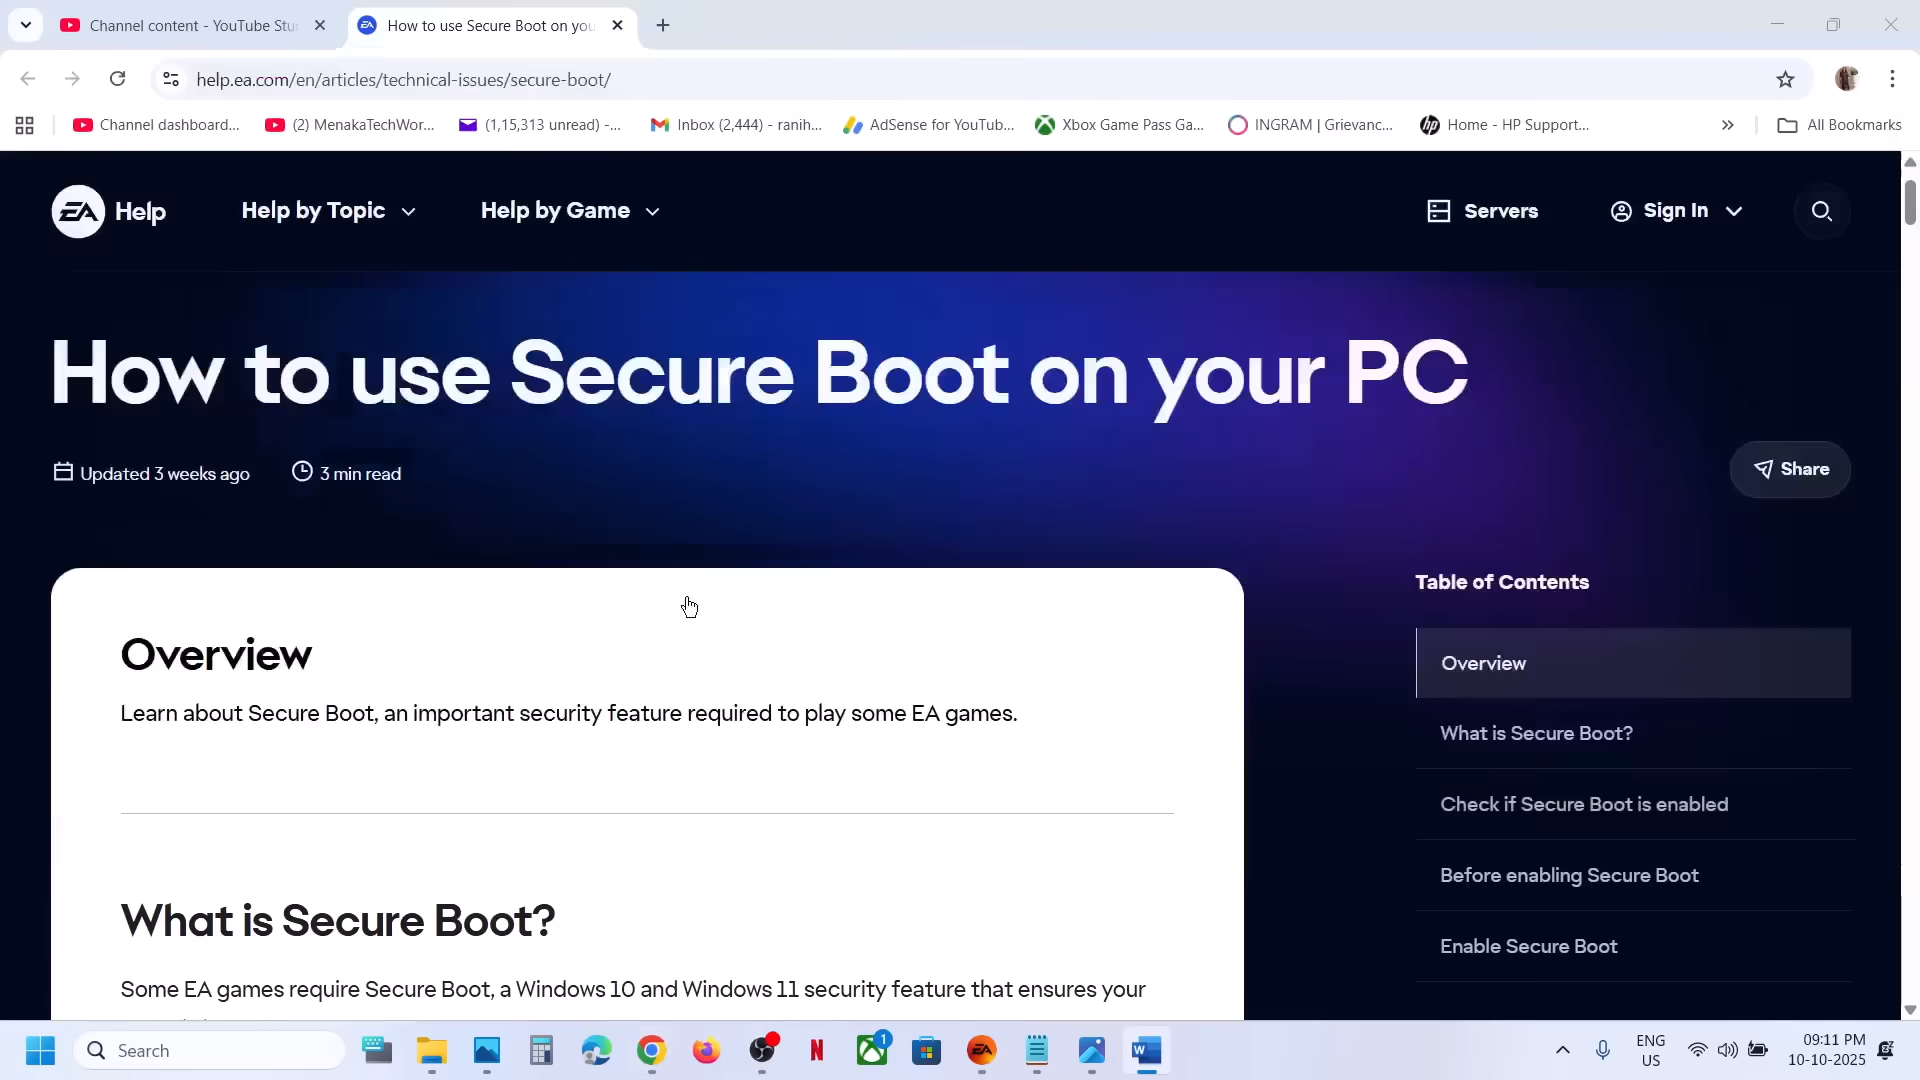 Channel content - YouTube Stu
How to use Secure Boot on you
help.ea.com/en/articles/technical-issues/secure-boot/
Channel dashboard...
(2) MenakaTechWor...
(1,15,313 unread) -...
Inbox (2,444) - ranih...
AdSense for YouTub...
Xbox Game Pass Ga...
INGRAM | Grievanc...
Home - HP Support...
All Bookmarks
EA Help
Help by Topic
Help by Game
Servers
Sign In
How to use Secure Boot on your PC
Updated 3 weeks ago
3 min read
Share
Overview
Learn about Secure Boot, an important security feature required to play some EA games.
What is Secure Boot?
Some EA games require Secure Boot, a Windows 10 and Windows 11 security feature that ensures your
Table of Contents
Overview
What is Secure Boot?
Check if Secure Boot is enabled
Before enabling Secure Boot
Enable Secure Boot
Search
1
ENG
US
09:11 PM
10-10-2025